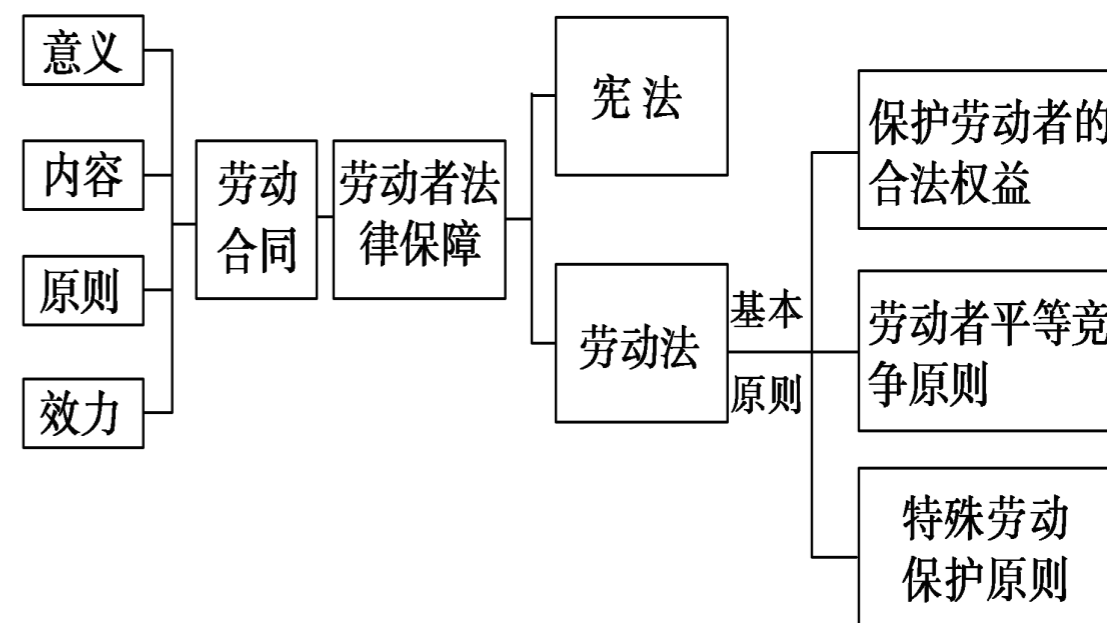 意义
内容
原则
效力
劳动
合同
劳动者法
律保障
宪法
劳动法
基本
原则
保护劳动者的
合法权益
劳动者平等竞
争原则
特殊劳动
保护原则